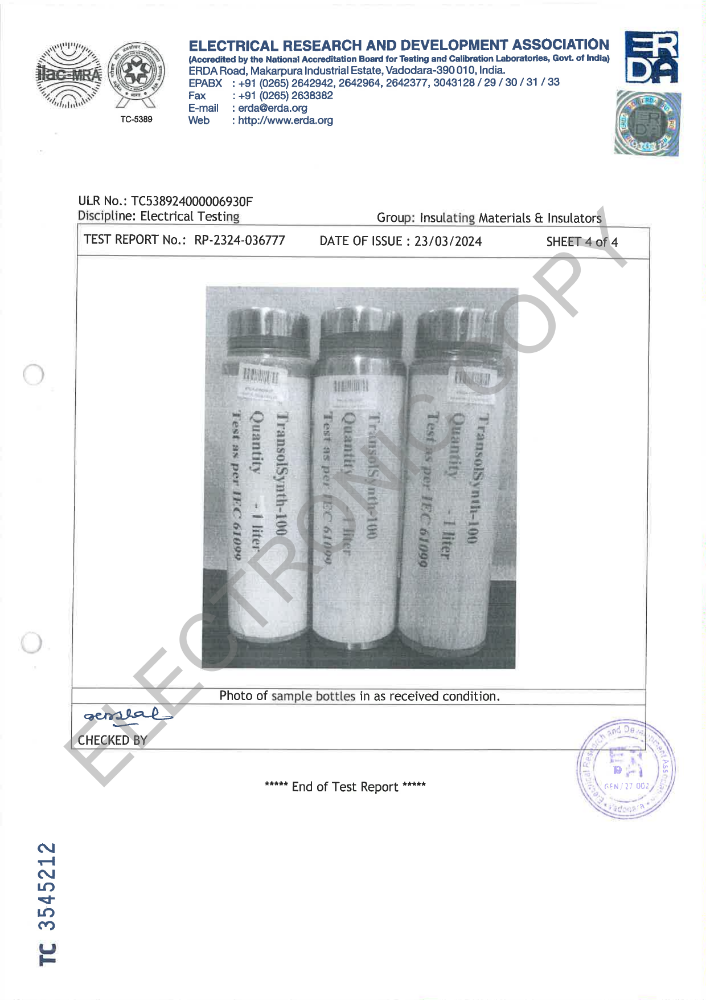 ELECTRICAL RESEARCH AND DEVELOPMENT ASSOCIATION
(Accredited by the National Accreditation Board for Testing and Calibration Laboratories, Govt. of India)
ERDA Road, Makarpura Industrial Estate, Vadodara-390 010, India.
EPABX : +91 (0265) 2642942, 2642964, 2642377, 3043128 / 29 / 30 / 31 / 33
Fax : +91 (0265) 2638382
E-mail : erda@erda.org
Web : http://www.erda.org
ilac-MRA
TC-5389
ERDA
ULR No.: TC538924000006930F
Discipline: Electrical Testing
Group: Insulating Materials & Insulators
TEST REPORT No.: RP-2324-036777 DATE OF ISSUE : 23/03/2024 SHEET 4 of 4
TransolSynth-100
Quantity - 1 liter
Test as per IEC 61099
TransolSynth-100
Quantity - 1 liter
Test as per IEC 61099
TransolSynth-100
Quantity - 1 liter
Test as per IEC 61099
ELECTRONIC COPY
Photo of sample bottles in as received condition.
CHECKED BY
Electrical Research and Development Association
Vadodara
ERDA
GEN/27 002
***** End of Test Report *****
TC 3545212